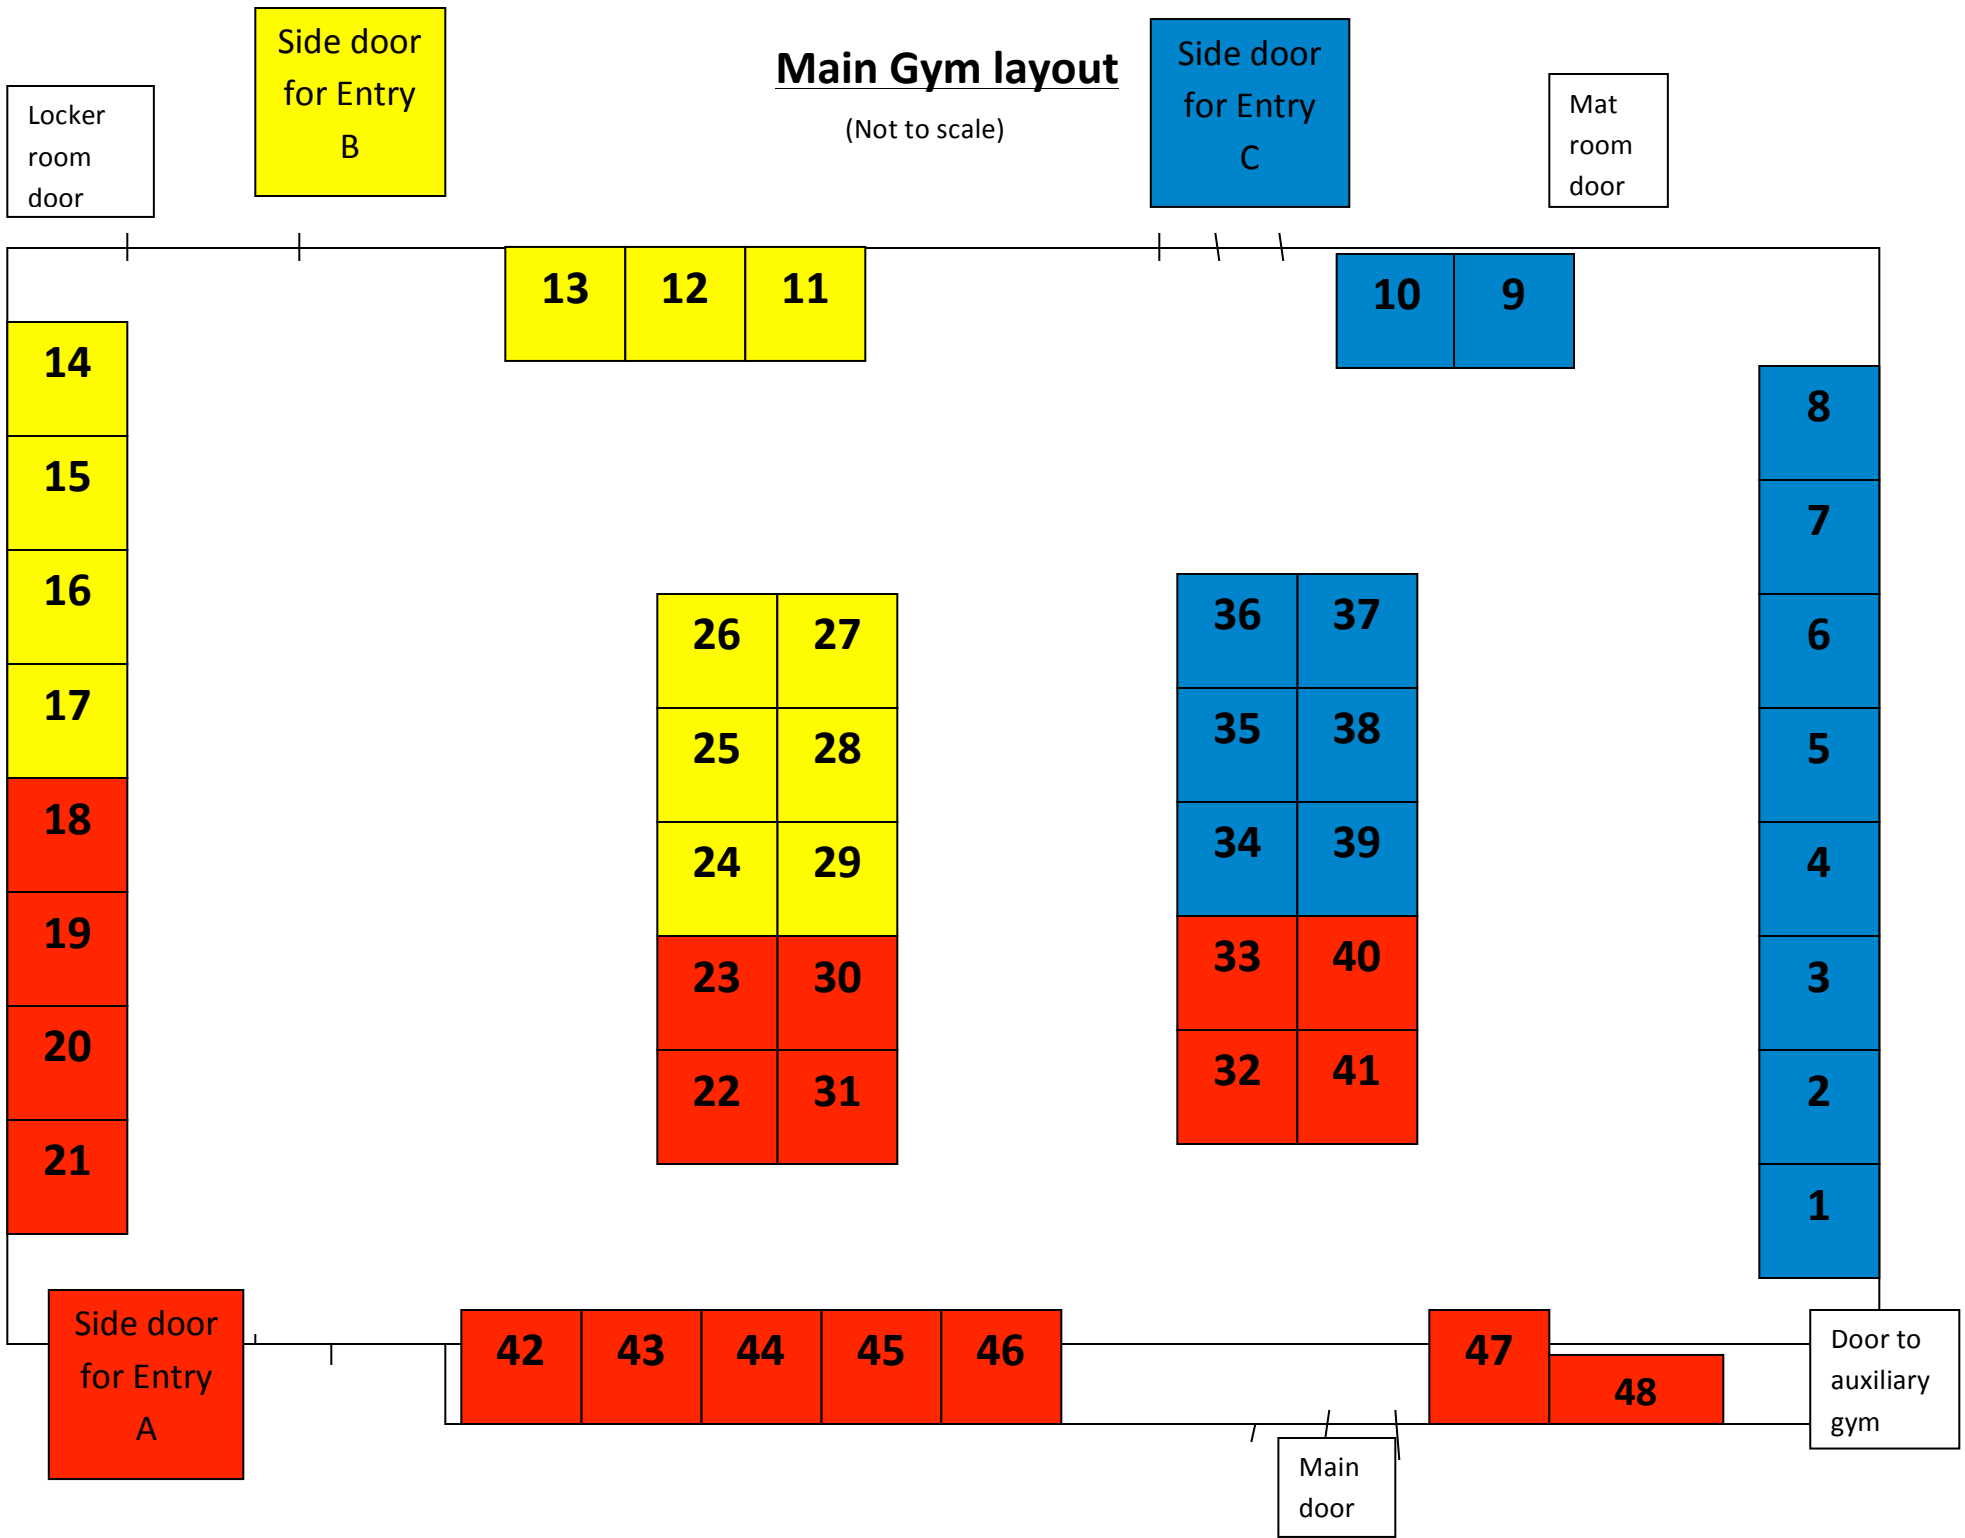 Main Gym layout
(Not to scale)
Locker
room
door
Side door
for Entry
B
Side door
for Entry
C
Mat
room
door
13 12 11
10 9
14
15
16
17
18
19
20
21
26 27
25 28
24 29
23 30
22 31
36 37
35 38
34 39
33 40
32 41
8
7
6
5
4
3
2
1
Side door
for Entry
A
42 43 44 45 46
47
48
Main
door
Door to
auxiliary
gym